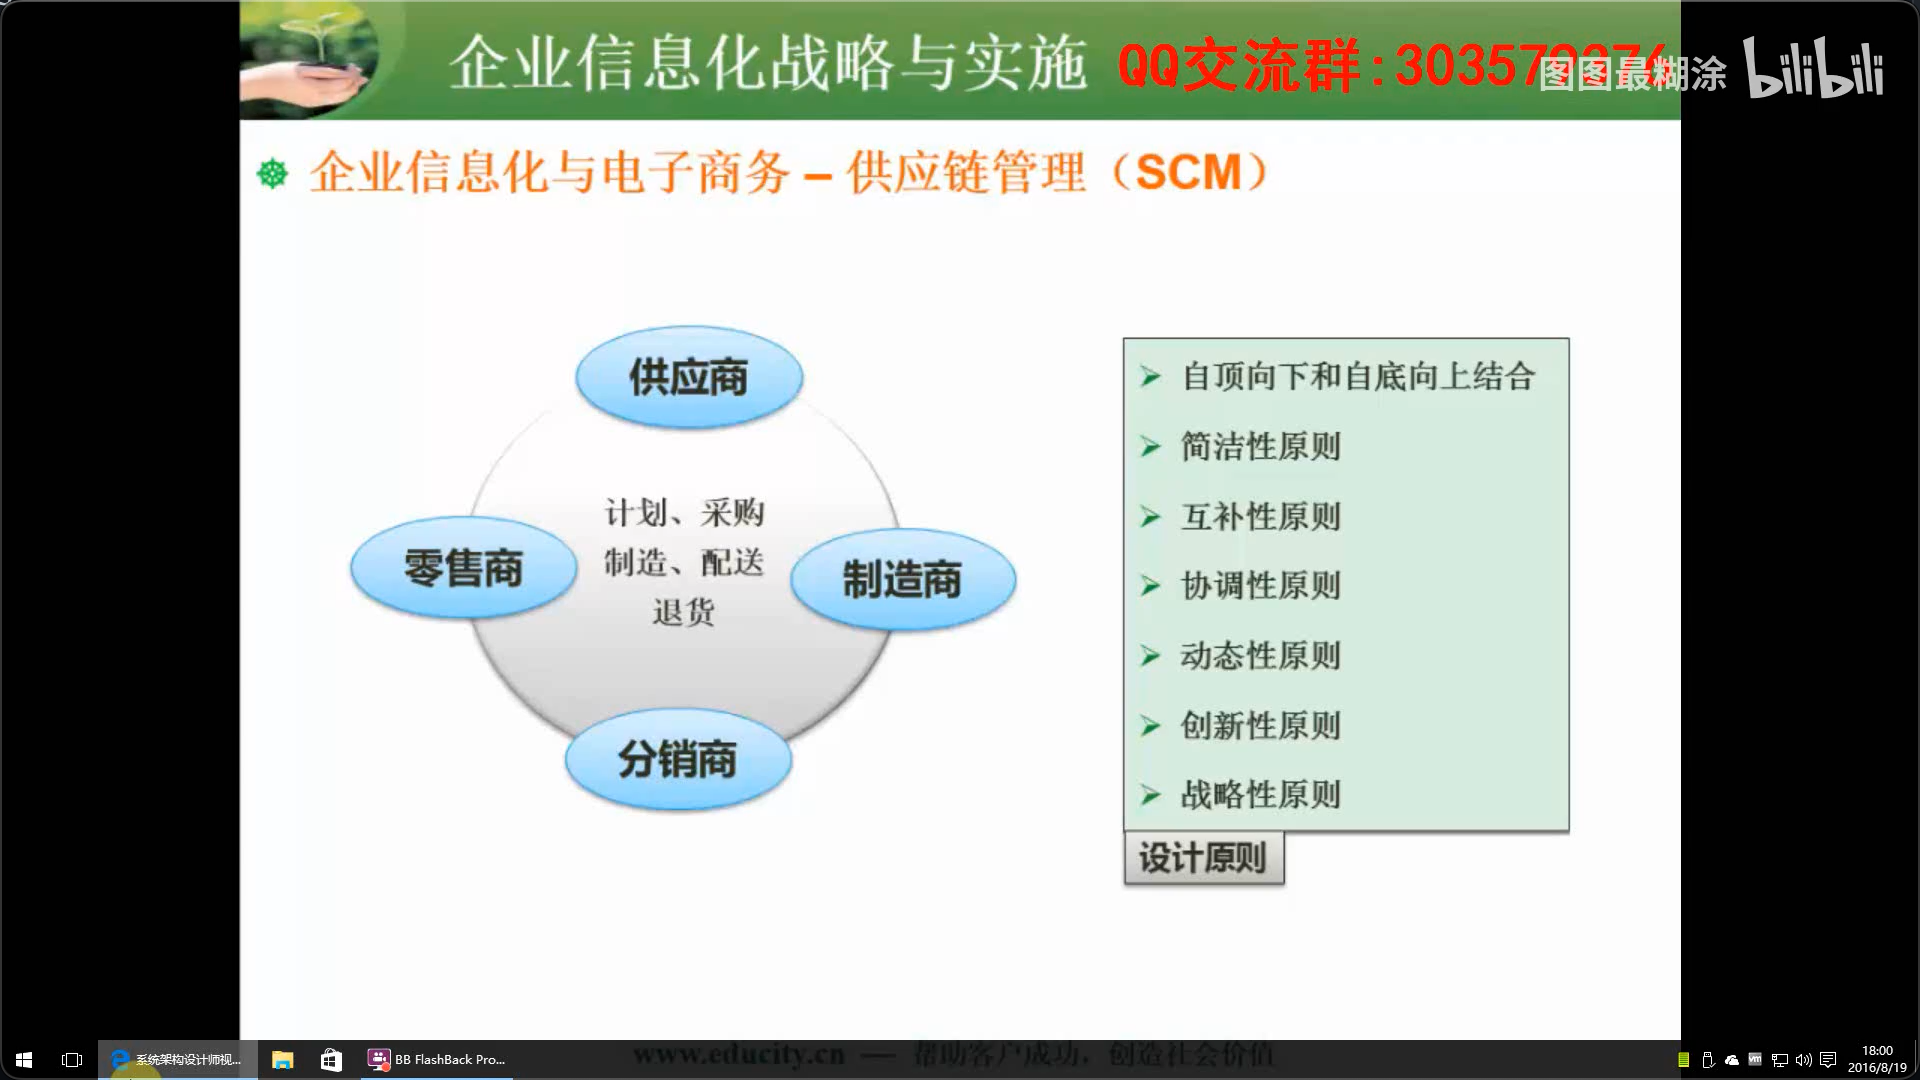 企业信息化战略与实施
QQ交流群:303579376
图图最糊涂 bilibili
企业信息化与电子商务 – 供应链管理（SCM）
供应商
零售商
计划、采购
制造、配送
退货
制造商
分销商
自顶向下和自底向上结合
简洁性原则
互补性原则
协调性原则
动态性原则
创新性原则
战略性原则
设计原则
www.educity.cn — 帮助客户成功，创造社会价值
系统架构设计师视...
BB FlashBack Pro...
18:00
2016/8/19